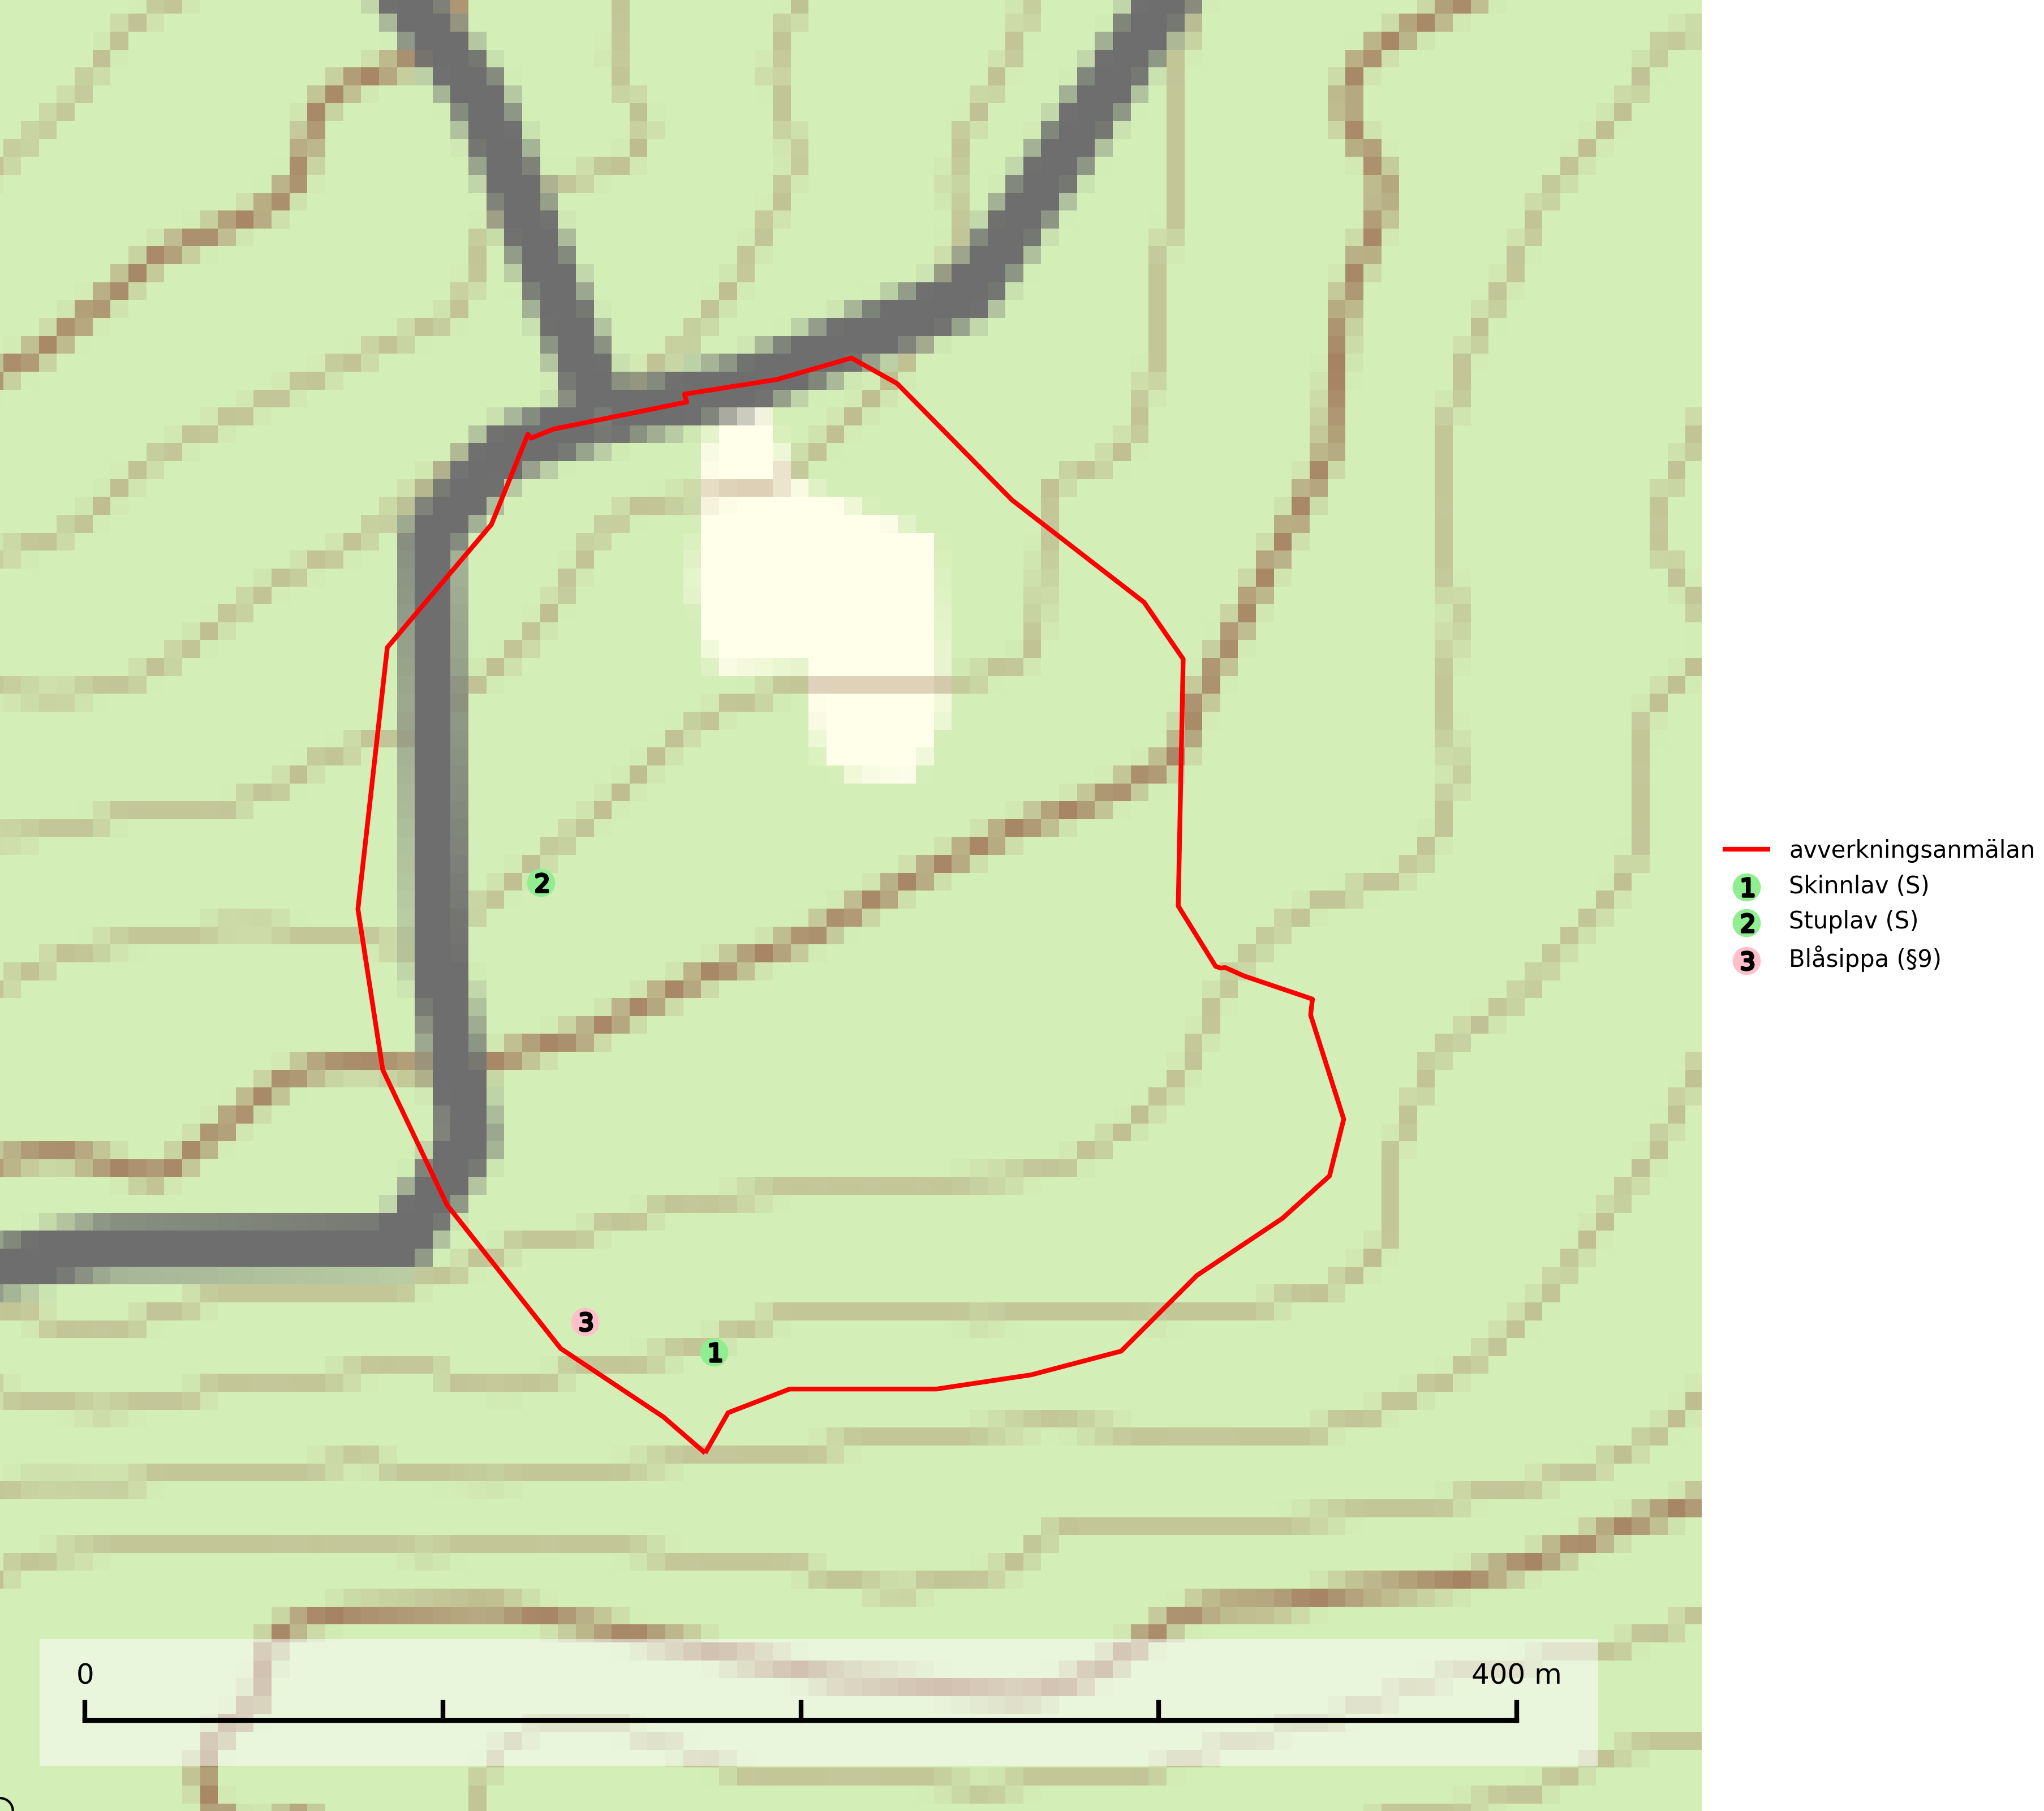 2
3
1
avverkningsanmälan
1 Skinnlav (S)
2 Stuplav (S)
3 Blåsippa (§9)
0 400 m